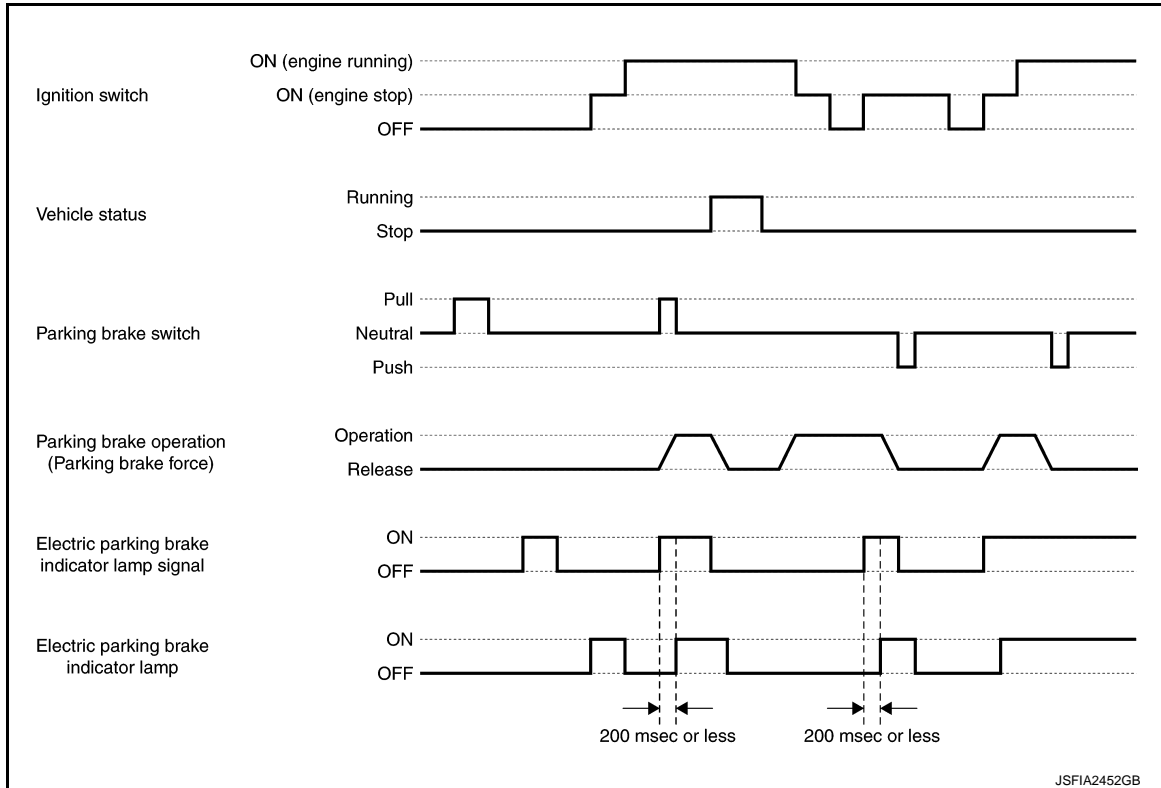 Ignition switch
ON (engine running)
ON (engine stop)
OFF
Vehicle status
Running
Stop
Parking brake switch
Pull
Neutral
Push
Parking brake operation
(Parking brake force)
Operation
Release
Electric parking brake
indicator lamp signal
ON
OFF
Electric parking brake
indicator lamp
ON
OFF
200 msec or less
200 msec or less
JSFIA2452GB